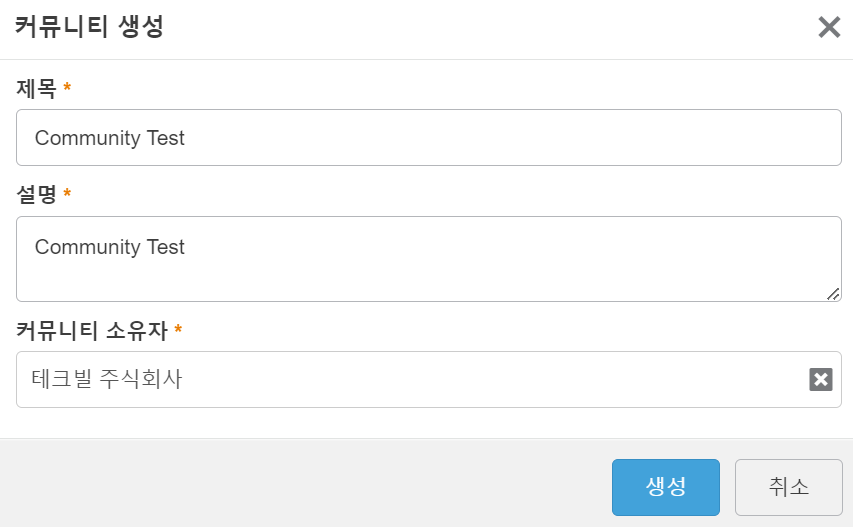 커뮤니티 생성
제목 *
Community Test
설명 *
Community Test
커뮤니티 소유자 *
테크빌 주식회사
생성 취소